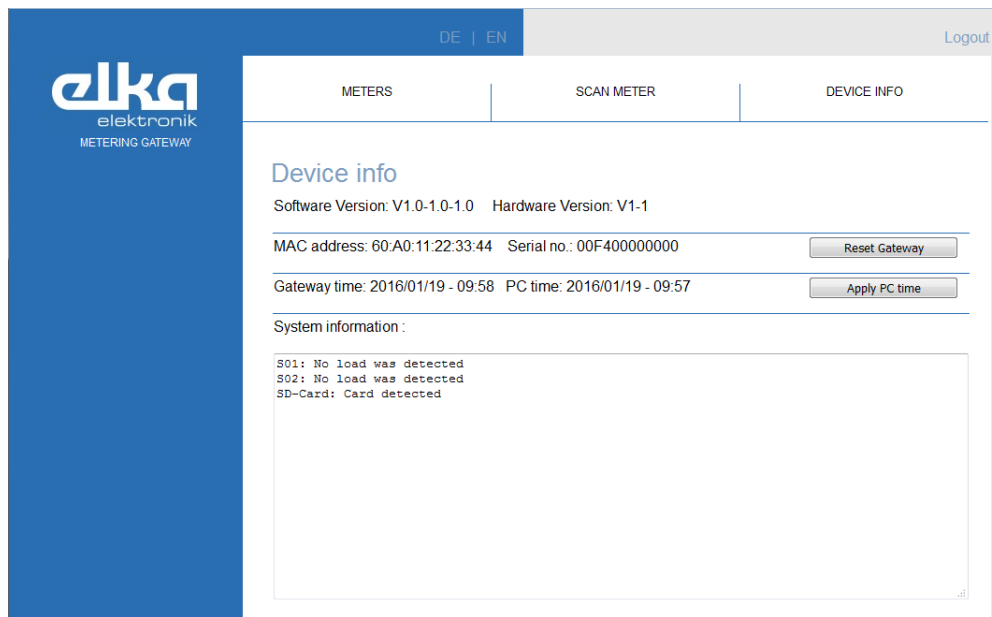 DE | EN
Logout
elka
elektronik
METERING GATEWAY
METERS
SCAN METER
DEVICE INFO
Device info
Software Version: V1.0-1.0-1.0 Hardware Version: V1-1
MAC address: 60:A0:11:22:33:44 Serial no.: 00F400000000
Reset Gateway
Gateway time: 2016/01/19 - 09:58 PC time: 2016/01/19 - 09:57
Apply PC time
System information :
S01: No load was detected
S02: No load was detected
SD-Card: Card detected